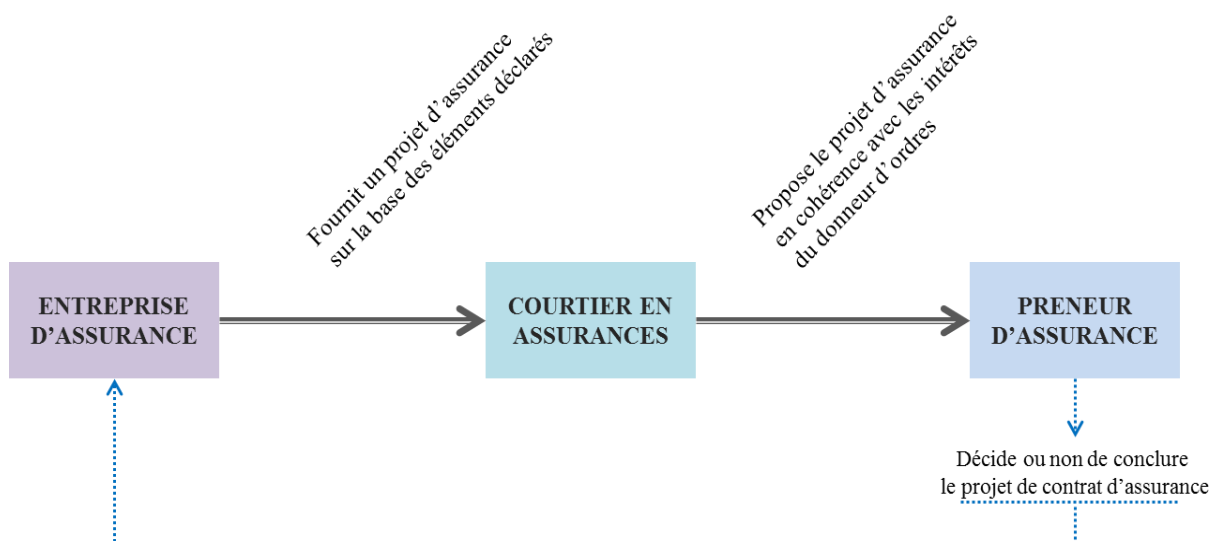 Fournit un projet d’assurance
sur la base des éléments déclarés
Propose le projet d’assurance
en cohérence avec les intérêts
du donneur d’ordres
ENTREPRISE
D’ASSURANCE
COURTIER EN
ASSURANCES
PRENEUR
D’ASSURANCE
Décide ou non de conclure
le projet de contrat d’assurance